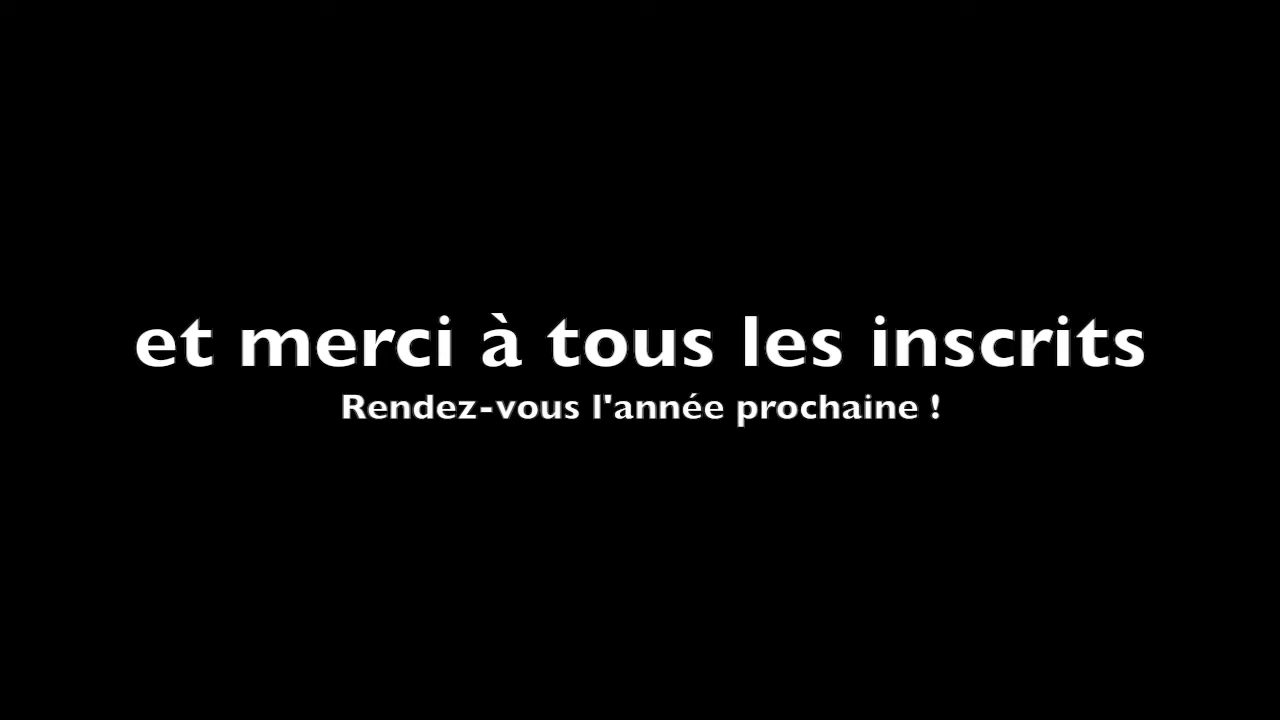 et merci à tous les inscrits
Rendez-vous l'année prochaine !